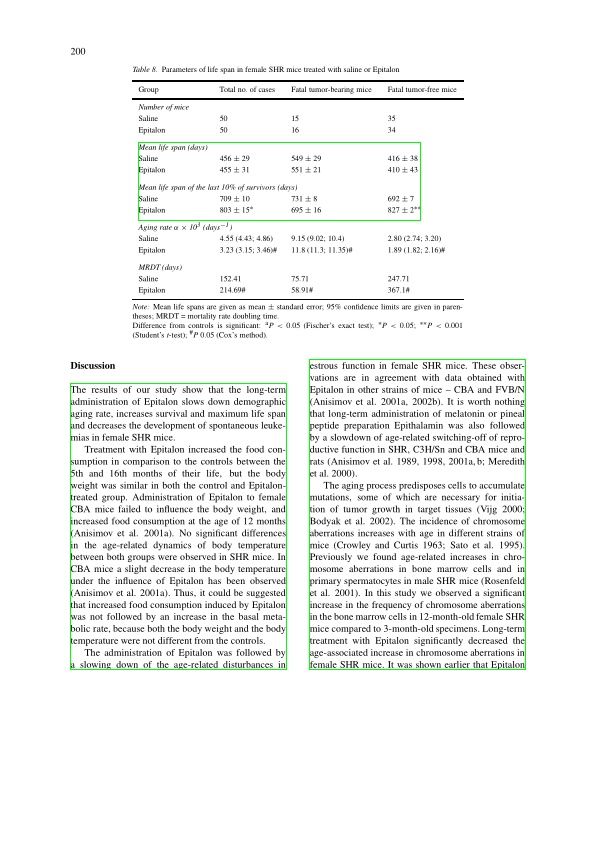 200
Table 8. Parameters of life span in female SHR mice treated with saline or Epitalon
Group Total no. of cases Fatal tumor-bearing mice Fatal tumor-free mice
Number of mice
Saline 50 15 35
Epitalon 50 16 34
Mean life span (days)
Saline 456 ± 29 549 ± 29 416 ± 38
Epitalon 455 ± 31 551 ± 21 410 ± 43
Mean life span of the last 10% of survivors (days)
Saline 709 ± 10 731 ± 8 692 ± 7
Epitalon 803 ± 15* 695 ± 16 827 ± 2**
Aging rate α × 10³ (days⁻¹)
Saline 4.55 (4.43; 4.86) 9.15 (9.02; 10.4) 2.80 (2.74; 3.20)
Epitalon 3.23 (3.15; 3.46)# 11.8 (11.3; 11.35)# 1.89 (1.82; 2.16)#
MRDT (days)
Saline 152.41 75.71 247.71
Epitalon 214.69# 58.91# 367.1#
Note: Mean life spans are given as mean ± standard error; 95% confidence limits are given in paren-
theses; MRDT = mortality rate doubling time.
Difference from controls is significant: ᵃP < 0.05 (Fischer's exact test); *P < 0.05; **P < 0.001
(Student's t-test); #P 0.05 (Cox's method).
Discussion
The results of our study show that the long-term
administration of Epitalon slows down demographic
aging rate, increases survival and maximum life span
and decreases the development of spontaneous leuke-
mias in female SHR mice.
Treatment with Epitalon increased the food con-
sumption in comparison to the controls between the
5th and 16th months of their life, but the body
weight was similar in both the control and Epitalon-
treated group. Administration of Epitalon to female
CBA mice failed to influence the body weight, and
increased food consumption at the age of 12 months
(Anisimov et al. 2001a). No significant differences
in the age-related dynamics of body temperature
between both groups were observed in SHR mice. In
CBA mice a slight decrease in the body temperature
under the influence of Epitalon has been observed
(Anisimov et al. 2001a). Thus, it could be suggested
that increased food consumption induced by Epitalon
was not followed by an increase in the basal meta-
bolic rate, because both the body weight and the body
temperature were not different from the controls.
The administration of Epitalon was followed by
a slowing down of the age-related disturbances in
estrous function in female SHR mice. These obser-
vations are in agreement with data obtained with
Epitalon in other strains of mice – CBA and FVB/N
(Anisimov et al. 2001a, 2002b). It is worth nothing
that long-term administration of melatonin or pineal
peptide preparation Epithalamin was also followed
by a slowdown of age-related switching-off of repro-
ductive function in SHR, C3H/Sn and CBA mice and
rats (Anisimov et al. 1989, 1998, 2001a, b; Meredith
et al. 2000).
The aging process predisposes cells to accumulate
mutations, some of which are necessary for initia-
tion of tumor growth in target tissues (Vijg 2000;
Bodyak et al. 2002). The incidence of chromosome
aberrations increases with age in different strains of
mice (Crowley and Curtis 1963; Sato et al. 1995).
Previously we found age-related increases in chro-
mosome aberrations in bone marrow cells and in
primary spermatocytes in male SHR mice (Rosenfeld
et al. 2001). In this study we observed a significant
increase in the frequency of chromosome aberrations
in the bone marrow cells in 12-month-old female SHR
mice compared to 3-month-old specimens. Long-term
treatment with Epitalon significantly decreased the
age-associated increase in chromosome aberrations in
female SHR mice. It was shown earlier that Epitalon